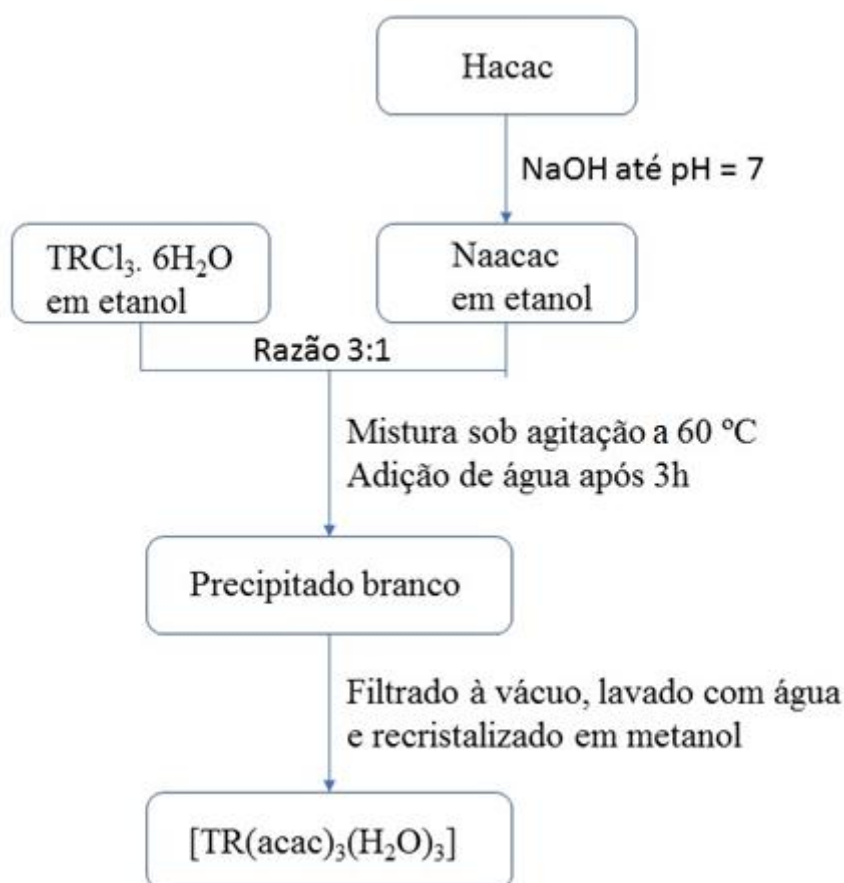 Hacac
NaOH até pH = 7
TRCl₃. 6H₂O
em etanol
Naacac
em etanol
Razão 3:1
Mistura sob agitação a 60 ºC
Adição de água após 3h
Precipitado branco
Filtrado à vácuo, lavado com água
e recristalizado em metanol
[TR(acac)₃(H₂O)₃]